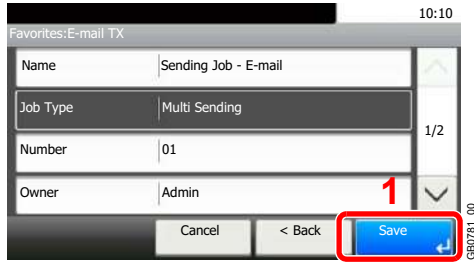 10:10
Favorites:E-mail TX
Name Sending Job - E-mail
Job Type Multi Sending
1/2
Number 01
Owner Admin
1
Cancel < Back Save
GB0781_00